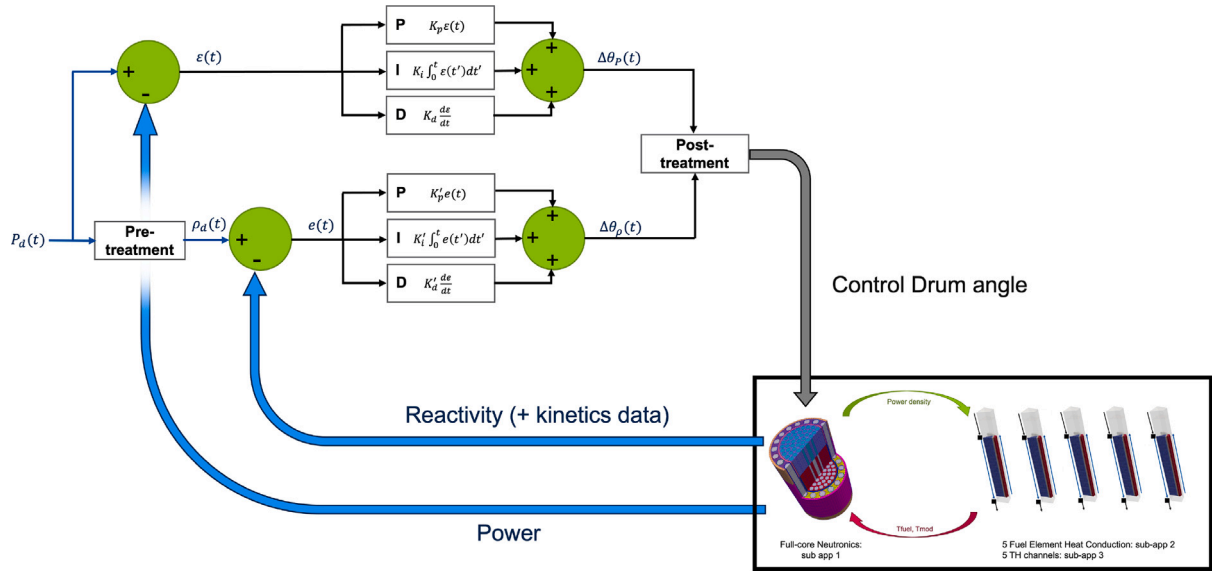 P K_pε(t)
+
ε(t)
+
-
I K_i ∫_0^t ε(t′)dt′
+
Δθ_P(t)
D K_d dε/dt
+
Post-
treatment
P K′_p e(t)
+
P_d(t)
Pre-
treatment
ρ_d(t)
+
-
e(t)
I K′_i ∫_0^t e(t′)dt′
+
Δθ_ρ(t)
D K′_d de/dt
+
Control Drum angle
Reactivity (+ kinetics data)
Power
Power density
Tfuel, Tmod
Full-core Neutronics:
sub app 1
5 Fuel Element Heat Conduction: sub-app 2
5 TH channels: sub-app 3